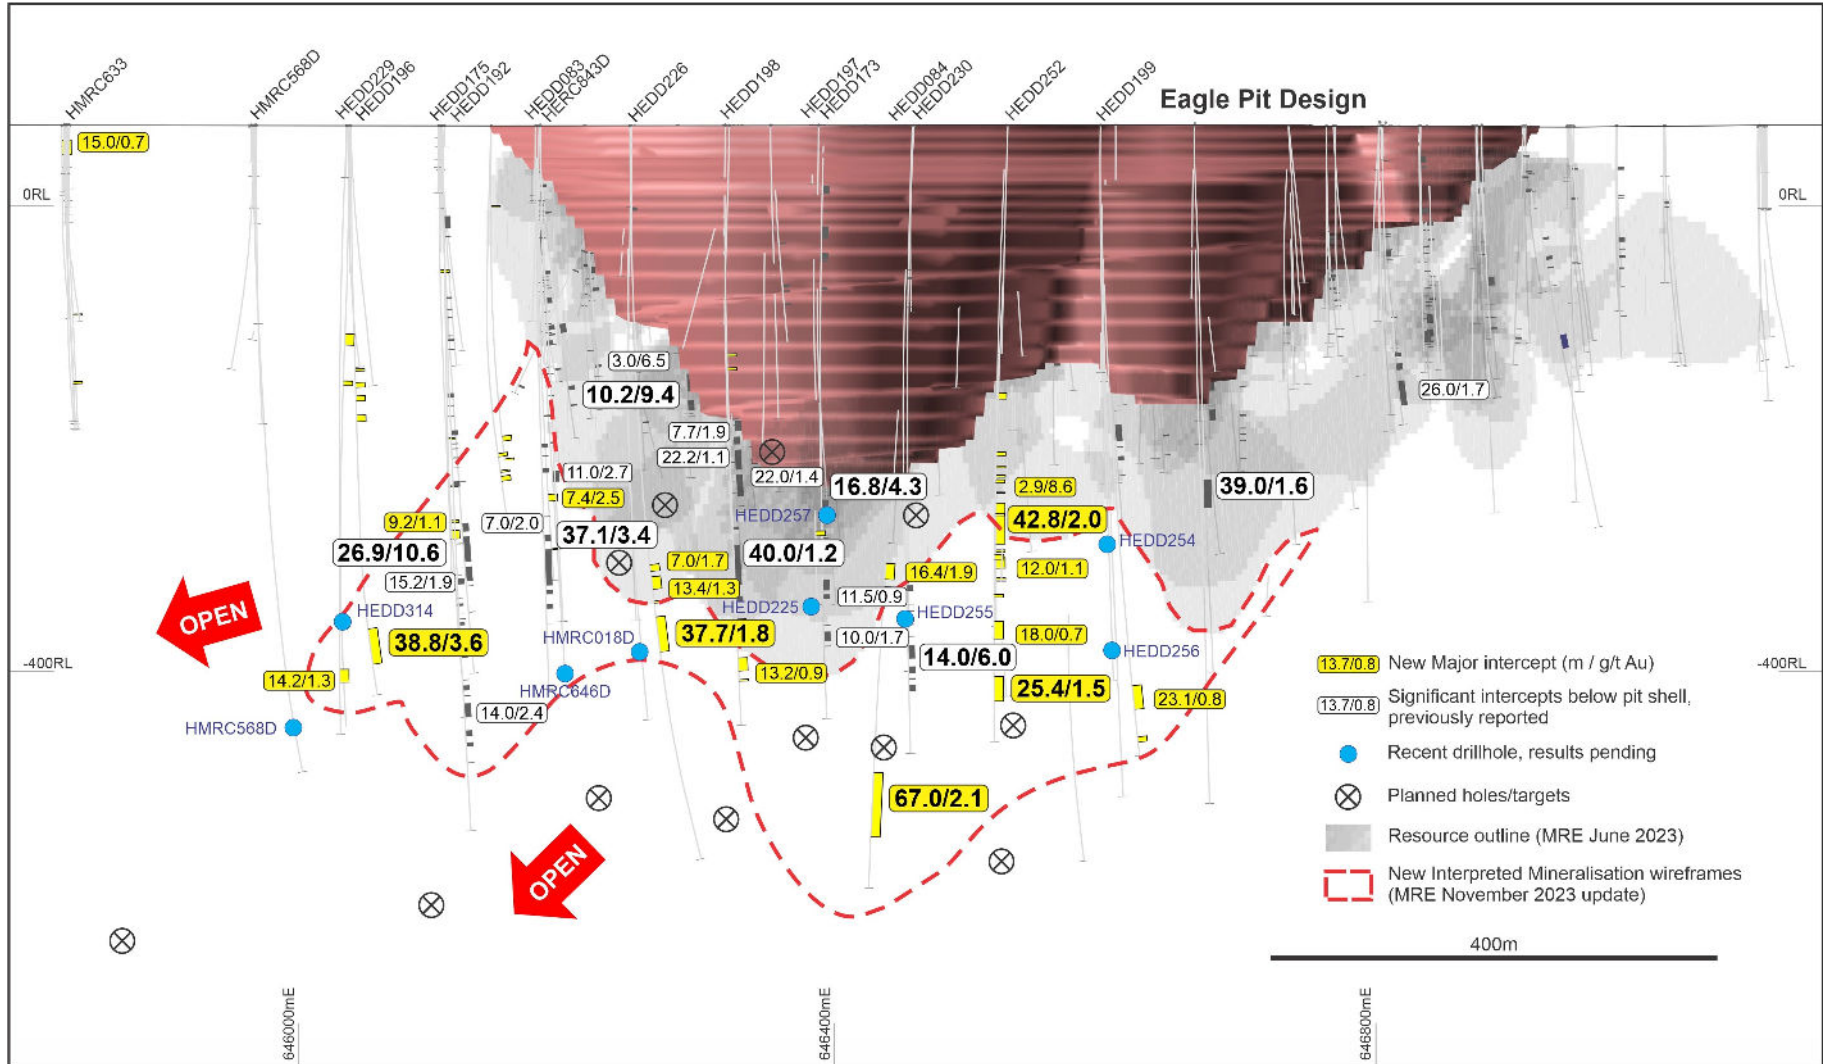 HMRC633
HMRC568D
HEDD229
HEDD196
HEDD175
HEDD192
HEDD083
HERC843D
HEDD226
HEDD198
HEDD197
HEDD173
HEDD084
HEDD230
HEDD252
HEDD199
Eagle Pit Design
15.0/0.7
0RL
0RL
3.0/6.5
10.2/9.4
26.0/1.7
7.7/1.9
22.2/1.1
11.0/2.7
22.0/1.4
16.8/4.3
2.9/8.6
39.0/1.6
7.4/2.5
HEDD257
42.8/2.0
9.2/1.1
7.0/2.0
37.1/3.4
HEDD254
26.9/10.6
40.0/1.2
7.0/1.7
16.4/1.9
12.0/1.1
15.2/1.9
13.4/1.3
11.5/0.9
OPEN
HEDD314
HEDD225
HEDD255
38.8/3.6
HMRC018D
37.7/1.8
10.0/1.7
18.0/0.7
14.0/6.0
HEDD256
-400RL
-400RL
14.2/1.3
13.2/0.9
HMRC646D
25.4/1.5
23.1/0.8
14.0/2.4
HMRC568D
67.0/2.1
OPEN
13.7/0.8
New Major intercept (m / g/t Au)
13.7/0.8
Significant intercepts below pit shell,
previously reported
Recent drillhole, results pending
Planned holes/targets
Resource outline (MRE June 2023)
New Interpreted Mineralisation wireframes
(MRE November 2023 update)
400m
646000mE
646400mE
646800mE